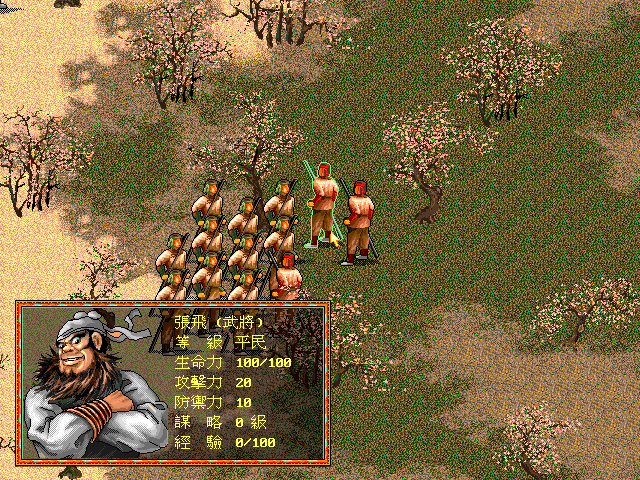 張飛 (武將)
等 級 平民
生命力 100/100
攻擊力 20
防禦力 10
謀 略 0 級
經 驗 0/100